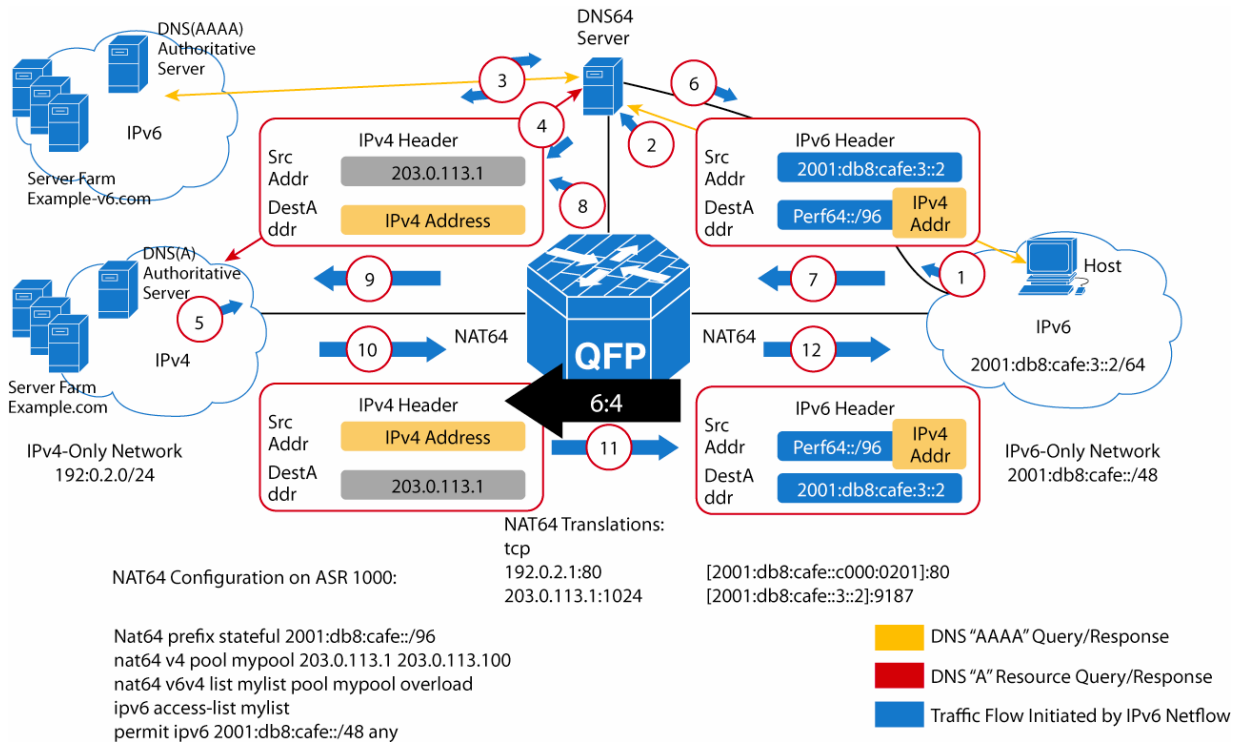 DNS(AAAA)
Authoritative
Server
IPv6
Server Farm
Example-v6.com
DNS64
Server
3
6
4
2
8
IPv4 Header
Src
Addr
203.0.113.1
DestA
ddr
IPv4 Address
IPv6 Header
Src
Addr
2001:db8:cafe:3::2
DestA
ddr
Perf64::/96
IPv4
Addr
DNS(A)
Authoritative
Server
5
IPv4
Server Farm
Example.com
9
7
1
Host
IPv6
2001:db8:cafe:3::2/64
10
NAT64
QFP
NAT64
12
6:4
11
IPv4 Header
Src
Addr
IPv4 Address
DestA
ddr
203.0.113.1
IPv6 Header
Src
Addr
Perf64::/96
IPv4
Addr
DestA
ddr
2001:db8:cafe:3::2
IPv4-Only Network
192:0.2.0/24
IPv6-Only Network
2001:db8:cafe::/48
NAT64 Translations:
tcp
192.0.2.1:80 [2001:db8:cafe::c000:0201]:80
203.0.113.1:1024 [2001:db8:cafe::3::2]:9187
NAT64 Configuration on ASR 1000:
Nat64 prefix stateful 2001:db8:cafe::/96
nat64 v4 pool mypool 203.0.113.1 203.0.113.100
nat64 v6v4 list mylist pool mypool overload
ipv6 access-list mylist
permit ipv6 2001:db8:cafe::/48 any
DNS “AAAA” Query/Response
DNS “A” Resource Query/Response
Traffic Flow Initiated by IPv6 Netflow